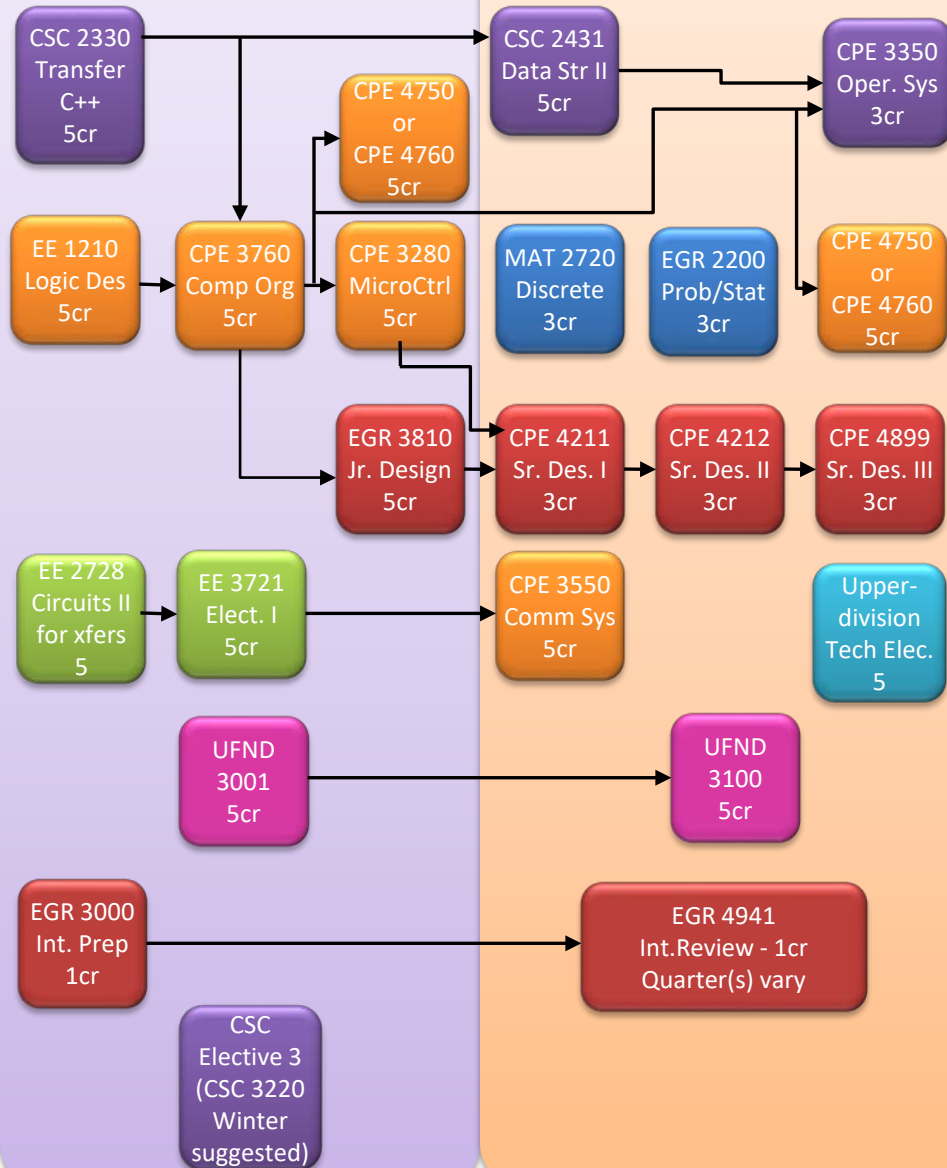 CSC 2330
Transfer
C++
5cr
CPE 4750
or
CPE 4760
5cr
CSC 2431
Data Str II
5cr
CPE 3350
Oper. Sys
3cr
EE 1210
Logic Des
5cr
CPE 3760
Comp Org
5cr
CPE 3280
MicroCtrl
5cr
MAT 2720
Discrete
3cr
EGR 2200
Prob/Stat
3cr
CPE 4750
or
CPE 4760
5cr
EGR 3810
Jr. Design
5cr
CPE 4211
Sr. Des. I
3cr
CPE 4212
Sr. Des. II
3cr
CPE 4899
Sr. Des. III
3cr
EE 2728
Circuits II
for xfers
5
EE 3721
Elect. I
5cr
CPE 3550
Comm Sys
5cr
Upper-
division
Tech Elec.
5
UFND
3001
5cr
UFND
3100
5cr
EGR 3000
Int. Prep
1cr
EGR 4941
Int.Review - 1cr
Quarter(s) vary
CSC
Elective 3
(CSC 3220
Winter
suggested)